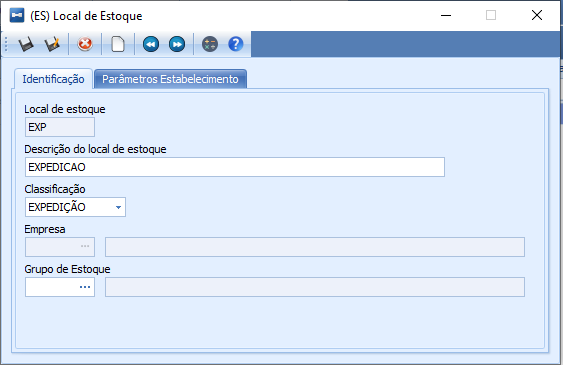 (ES) Local de Estoque
Identificação
Parâmetros Estabelecimento
Local de estoque
EXP
Descrição do local de estoque
EXPEDICAO
Classificação
EXPEDIÇÃO
Empresa
...
Grupo de Estoque
...